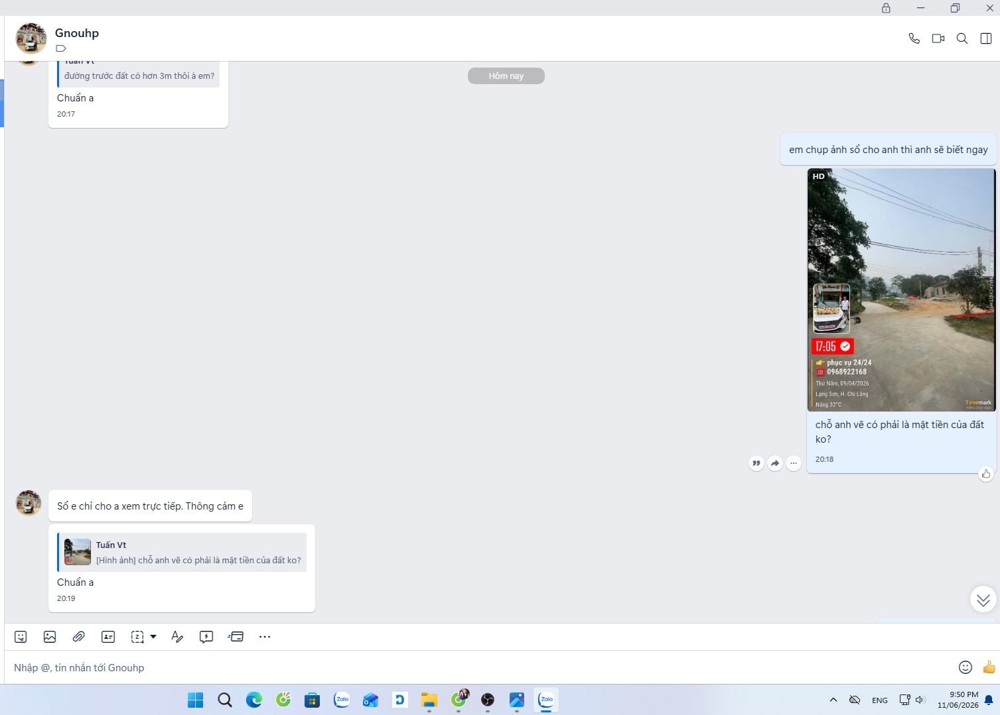 Gnouhp
Tuấn Vt
đường trước đất có hơn 3m thôi à em?
Chuẩn a
20:17
Hôm nay
em chụp ảnh sổ cho anh thì anh sẽ biết ngay
HD
17:05
👉 phục vụ 24/24
☎ 0968922168
Thứ Năm, 09/04/2026
Lạng Sơn, H. Chi Lăng
Nắng 32°C
Timemark
chỗ anh vẽ có phải là mặt tiền của đất
ko?
20:18
Sổ e chỉ cho a xem trực tiếp. Thông cảm e
Tuấn Vt
[Hình ảnh] chỗ anh vẽ có phải là mặt tiền của đất ko?
Chuẩn a
20:19
Nhập @, tin nhắn tới Gnouhp
Zalo
Zalo
ENG
9:50 PM
11/06/2026